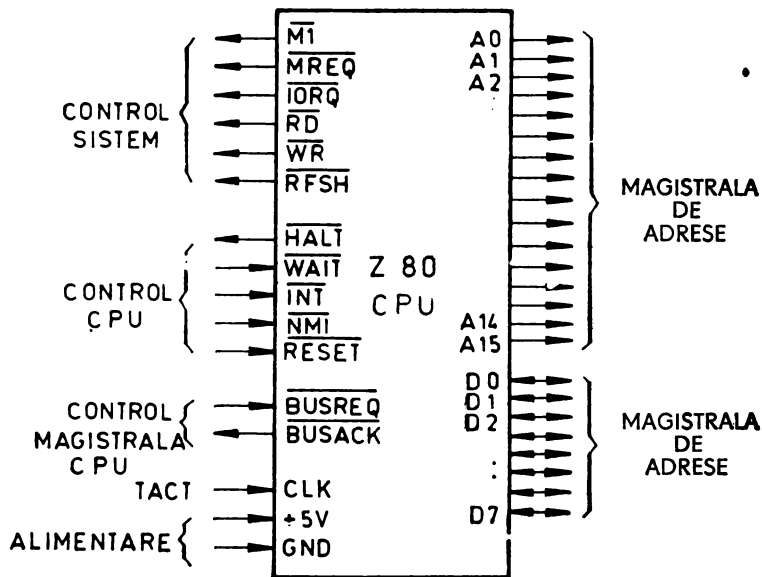 CONTROL
SISTEM
CONTROL
CPU
CONTROL
MAGISTRALA
CPU
TACT
ALIMENTARE
M1
MREQ
IORQ
RD
WR
RFSH
HALT
WAIT
INT
NMI
RESET
BUSREQ
BUSACK
CLK
+5V
GND
Z 80
CPU
A0
A1
A2
A14
A15
D0
D1
D2
D7
MAGISTRALA
DE
ADRESE
MAGISTRALA
DE
ADRESE